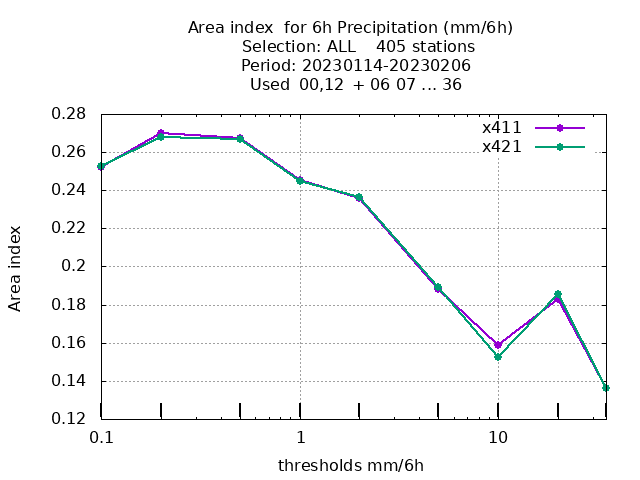 Area index  for 6h Precipitation (mm/6h)
Selection: ALL    405 stations
Period: 20230114-20230206
Used  00,12  + 06 07 ... 36
x411
x421
0.28
0.26
0.24
0.22
0.2
0.18
0.16
0.14
0.12
Area index
0.1
1
10
thresholds mm/6h